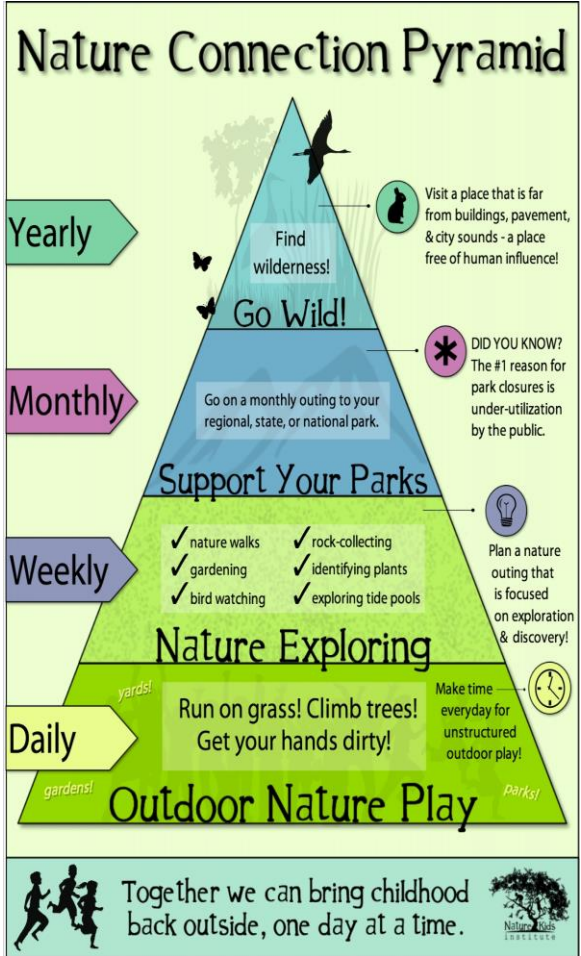 Nature Connection Pyramid
Yearly
Find
wilderness!
Go Wild!
Visit a place that is far
from buildings, pavement,
& city sounds - a place
free of human influence!
Monthly
Go on a monthly outing to your
regional, state, or national park.
Support Your Parks
DID YOU KNOW?
The #1 reason for
park closures is
under-utilization
by the public.
Weekly
✓nature walks
✓gardening
✓bird watching
✓rock-collecting
✓identifying plants
✓exploring tide pools
Nature Exploring
Plan a nature
outing that
is focused
on exploration
& discovery!
Daily
yards!
Run on grass! Climb trees!
Get your hands dirty!
gardens!
parks!
Outdoor Nature Play
Make time
everyday for
unstructured
outdoor play!
Together we can bring childhood
back outside, one day at a time.
Nature Kids
Institute